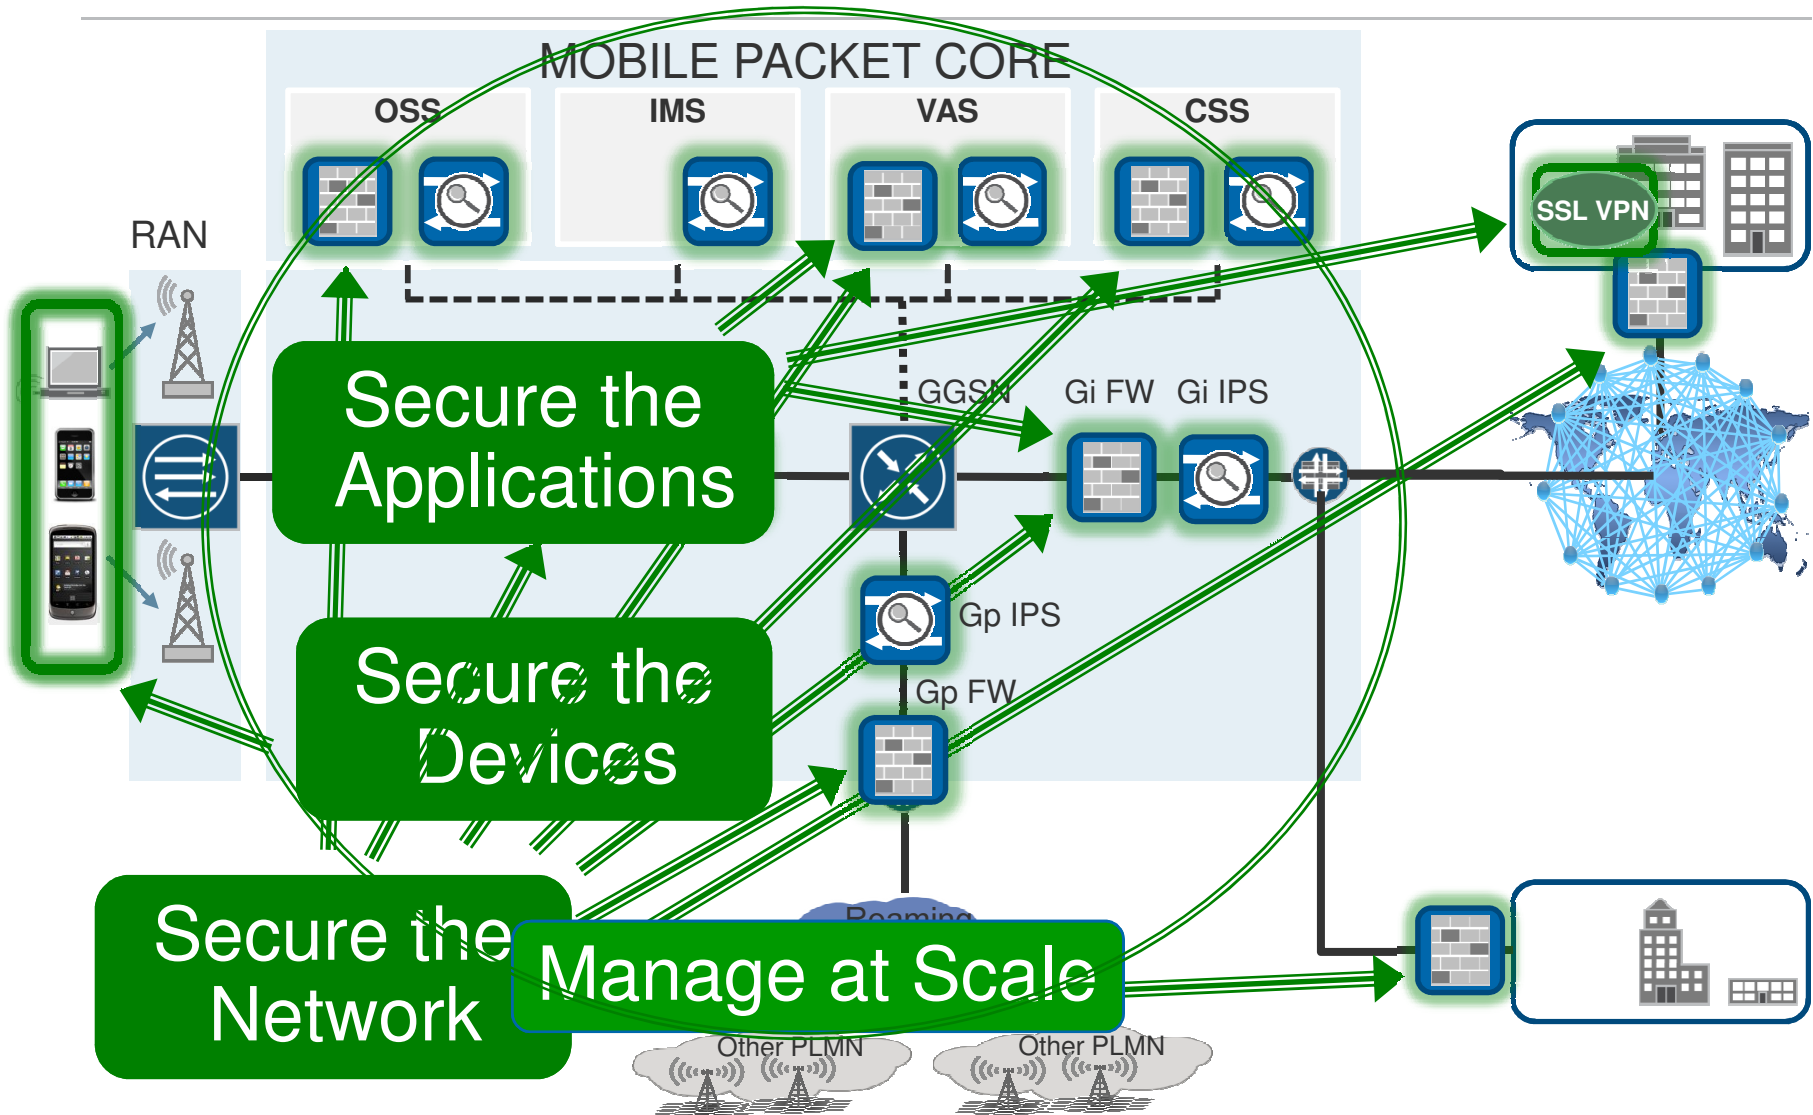 MOBILE PACKET CORE
OSS
IMS
VAS
CSS
RAN
SSL VPN
Secure the
Applications
GGSN
Gi FW
Gi IPS
Gp IPS
Secure the
Devices
Gp FW
Roaming
Secure the
Network
Manage at Scale
Other PLMN
Other PLMN